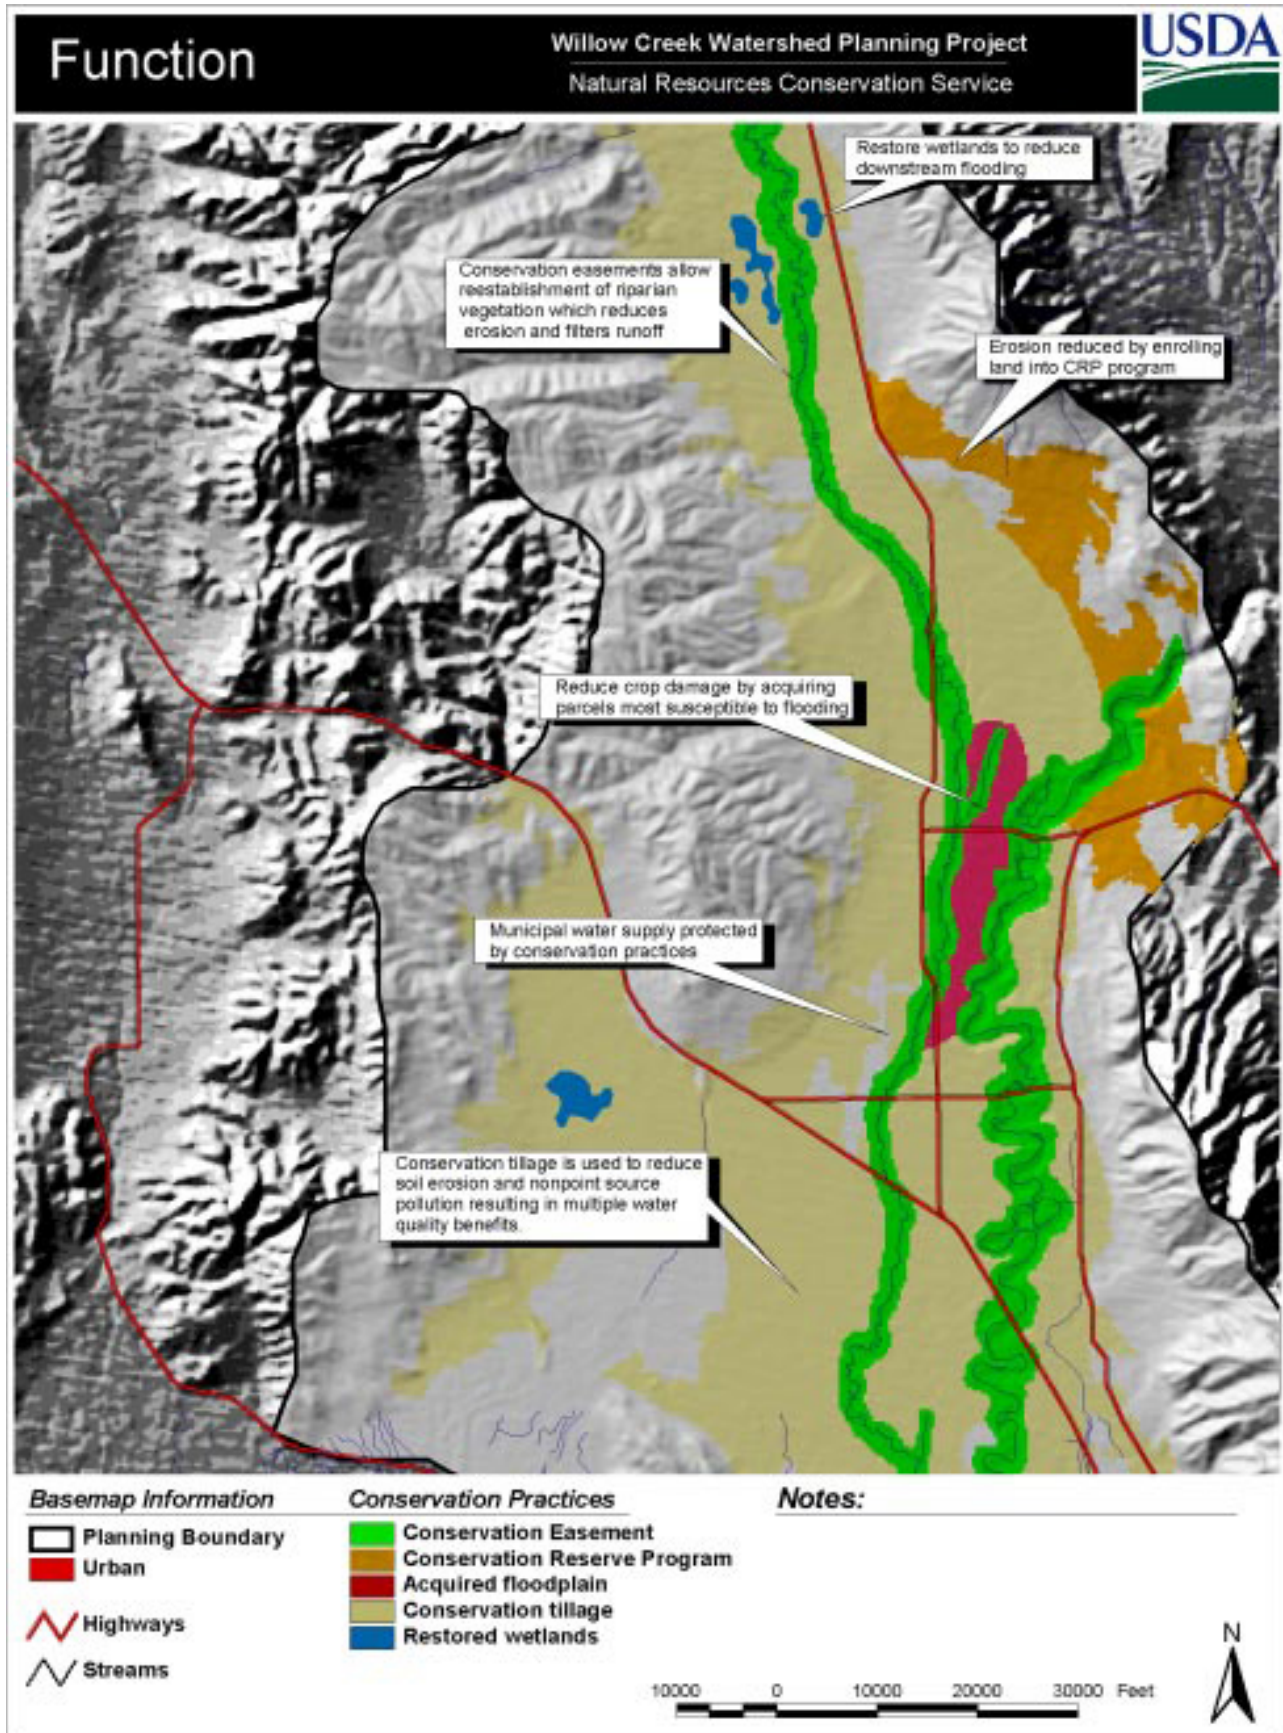 Function
Willow Creek Watershed Planning Project
Natural Resources Conservation Service
USDA
Restore wetlands to reduce
downstream flooding
Conservation easements allow
reestablishment of riparian
vegetation which reduces
erosion and filters runoff
Erosion reduced by enrolling
land into CRP program
Reduce crop damage by acquiring
parcels most susceptible to flooding
Municipal water supply protected
by conservation practices
Conservation tillage is used to reduce
soil erosion and nonpoint source
pollution resulting in multiple water
quality benefits.
Basemap Information
Planning Boundary
Urban
Highways
Streams
Conservation Practices
Conservation Easement
Conservation Reserve Program
Acquired floodplain
Conservation tillage
Restored wetlands
Notes:
N
10000 0 10000 20000 30000 Feet